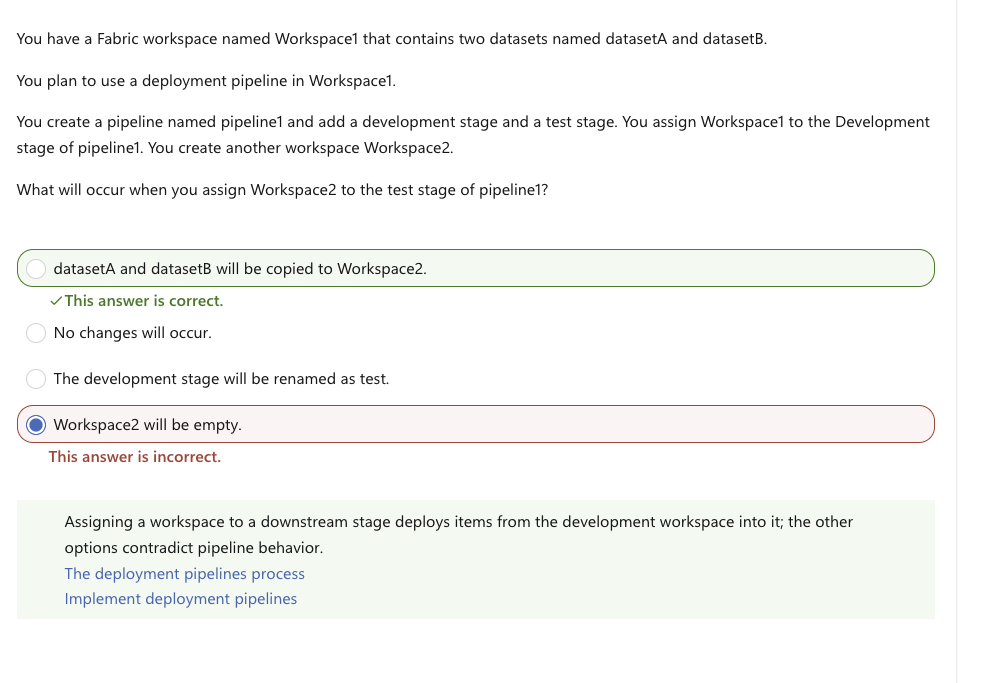 You have a Fabric workspace named Workspace1 that contains two datasets named datasetA and datasetB.
You plan to use a deployment pipeline in Workspace1.
You create a pipeline named pipeline1 and add a development stage and a test stage. You assign Workspace1 to the Development
stage of pipeline1. You create another workspace Workspace2.
What will occur when you assign Workspace2 to the test stage of pipeline1?
datasetA and datasetB will be copied to Workspace2.
✓This answer is correct.
No changes will occur.
The development stage will be renamed as test.
Workspace2 will be empty.
This answer is incorrect.
Assigning a workspace to a downstream stage deploys items from the development workspace into it; the other
options contradict pipeline behavior.
The deployment pipelines process
Implement deployment pipelines